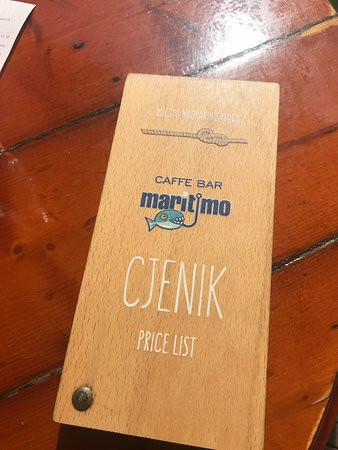 CAFFE BAR
maritimo
CJENIK
PRICE LIST